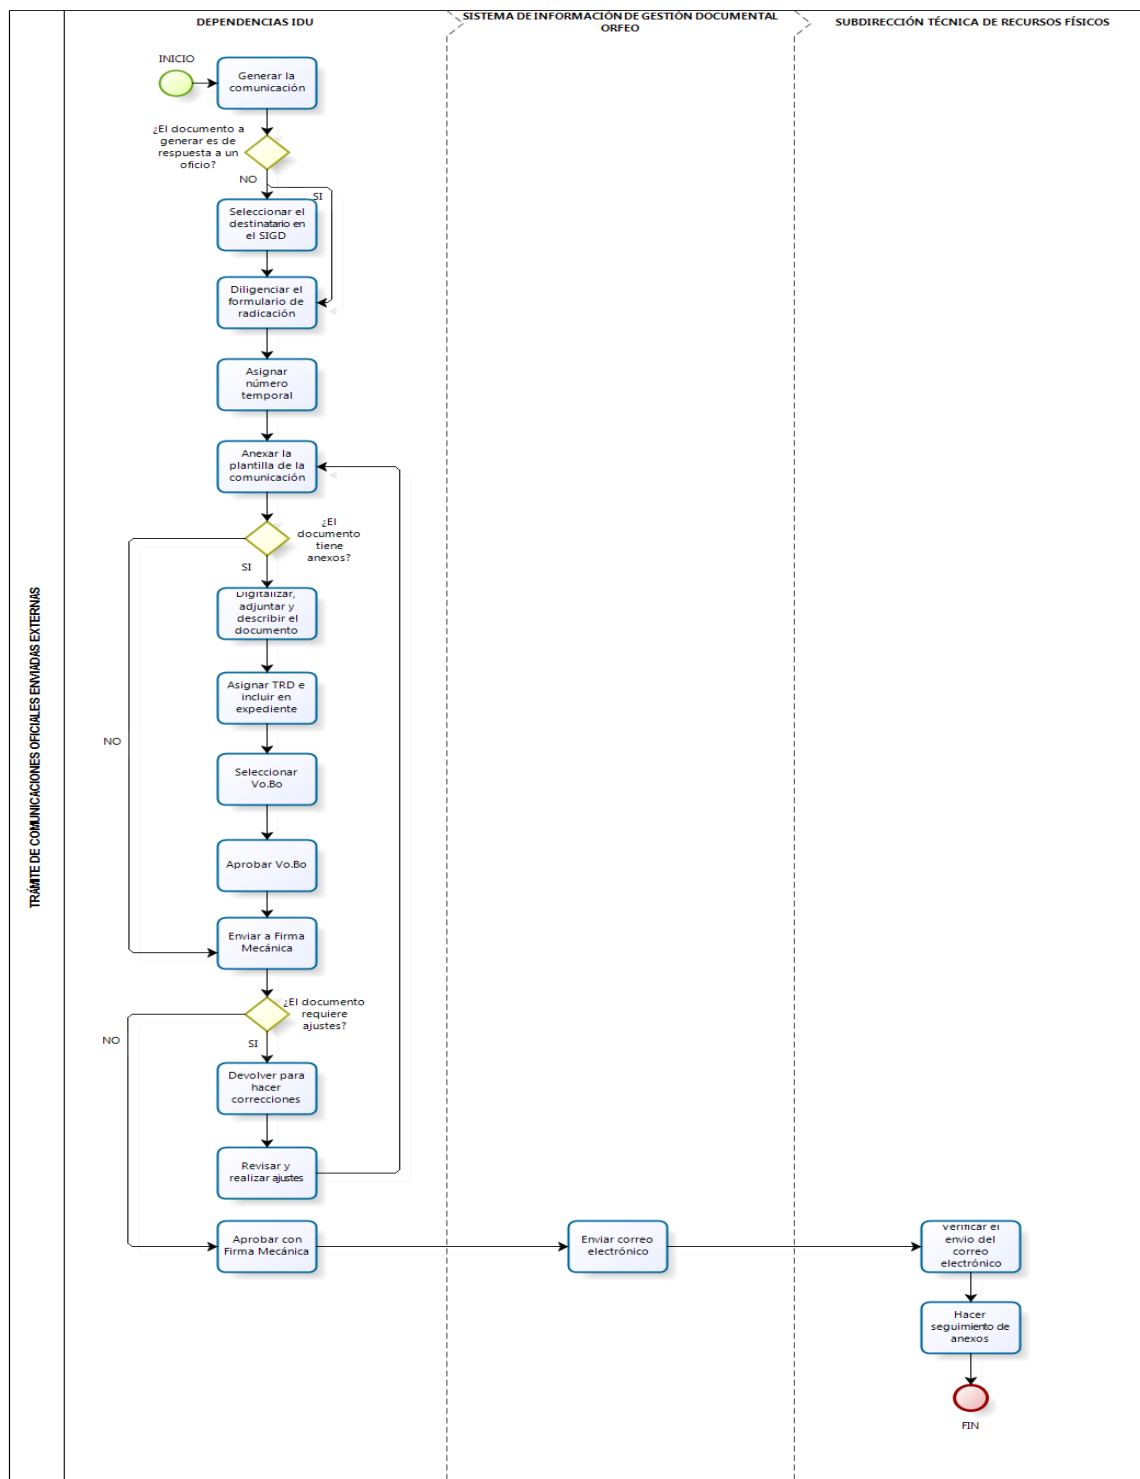 DEPENDENCIAS IDU
SISTEMA DE INFORMACIÓN DE GESTIÓN DOCUMENTAL
ORFEO
SUBDIRECCIÓN TÉCNICA DE RECURSOS FÍSICOS
TRÁMITE DE COMUNICACIONES OFICIALES ENVIADAS EXTERNAS
INICIO
Generar la
comunicación
¿El documento a
generar es de
respuesta a un
oficio?
NO
SI
Seleccionar el
destinatario en
el SIGD
Diligenciar el
formulario de
radicación
Asignar
número
temporal
Anexar la
plantilla de la
comunicación
¿El
documento
tiene
anexos?
SI
NO
Digitalizar,
adjuntar y
describir el
documento
Asignar TRD e
incluir en
expediente
Seleccionar
Vo.Bo
Aprobar Vo.Bo
Enviar a Firma
Mecánica
¿El documento
requiere
ajustes?
NO
SI
Devolver para
hacer
correcciones
Revisar y
realizar ajustes
Aprobar con
Firma Mecánica
Enviar correo
electrónico
Verificar el
envio del
correo
electrónico
Hacer
seguimiento de
anexos
FIN